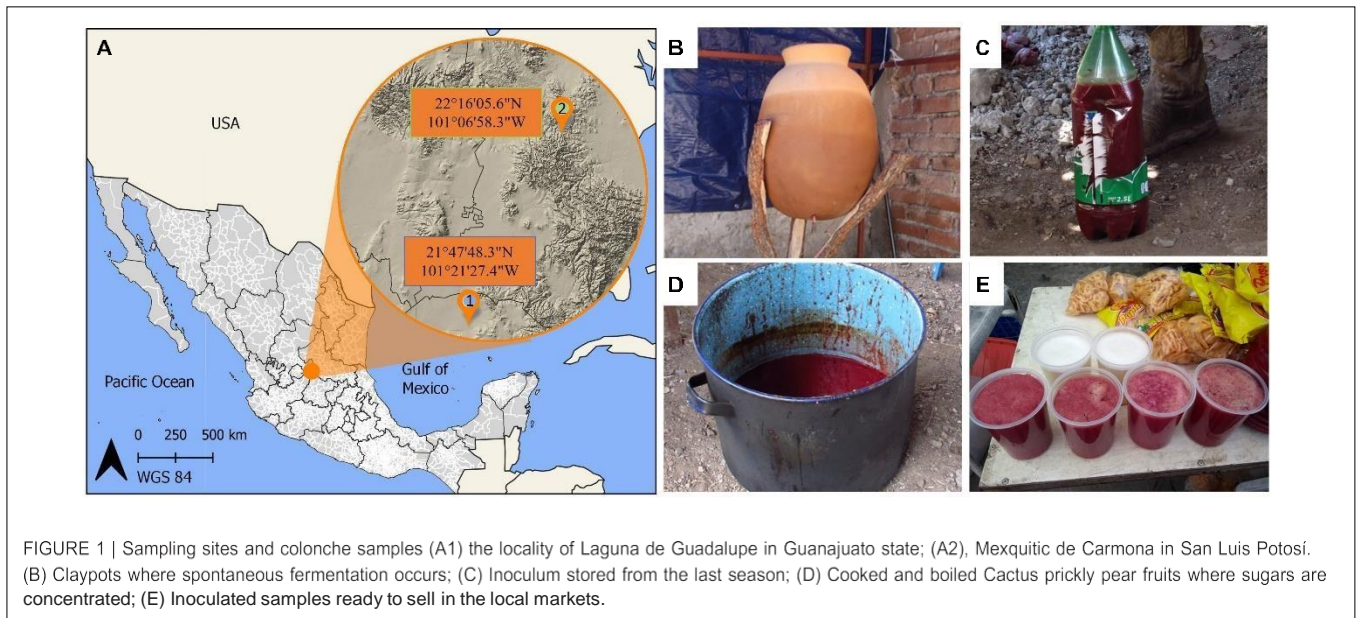 A
USA
22°16'05.6"N
101°06'58.3"W
2
21°47'48.3"N
101°21'27.4"W
1
Pacific Ocean
Gulf of
Mexico
0 250 500 km
WGS 84
B
C
2.5L
D
E
FIGURE 1 | Sampling sites and colonche samples (A1) the locality of Laguna de Guadalupe in Guanajuato state; (A2), Mexquitic de Carmona in San Luis Potosí.
(B) Claypots where spontaneous fermentation occurs; (C) Inoculum stored from the last season; (D) Cooked and boiled Cactus prickly pear fruits where sugars are
concentrated; (E) Inoculated samples ready to sell in the local markets.